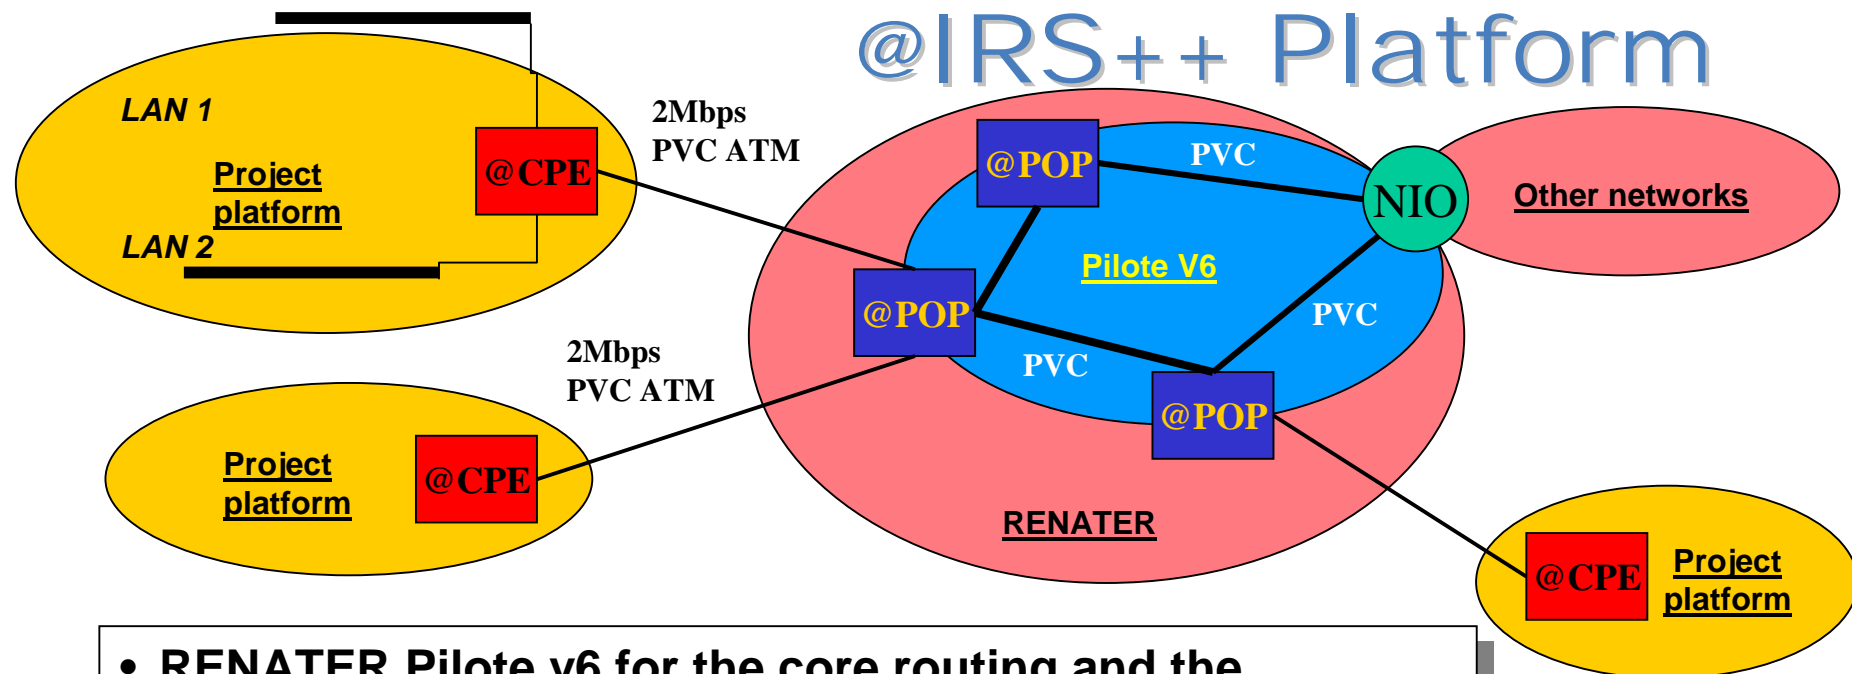 @IRS++ Platform
LAN 1
Project
platform
LAN 2
@CPE
2Mbps
PVC ATM
@POP
PVC
NIO
Other networks
Pilote V6
@POP
PVC
PVC
@POP
2Mbps
PVC ATM
Project
platform
@CPE
RENATER
@CPE
Project
platform
• RENATER Pilote v6 for the core routing and the